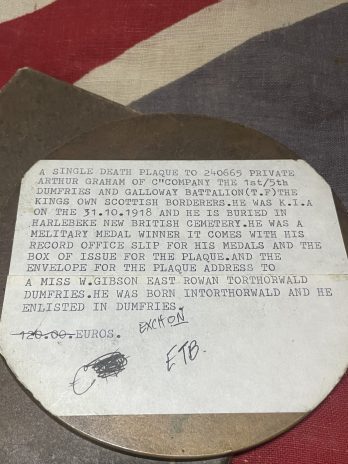 A SINGLE DEATH PLAQUE TO 240665 PRIVATE
ARTHUR GRAHAM OF C"COMPANY THE 1st/5th
DUMFRIES AND GALLOWAY BATTALION(T.F)THE
KINGS OWN SCOTTISH BORDERERS.HE WAS K.I.A
ON THE 31.10.1918 AND HE IS BURIED IN
HARLEBEKE NEW BRITISH CEMETERY.HE WAS A
MELITARY MEDAL WINNER IT COMES WITH HIS
RECORD OFFICE SLIP FOR HIS MEDALS AND THE
BOX OF ISSUE FOR THE PLAQUE.AND THE
ENVELOPE FOR THE PLAQUE ADDRESS TO
A MISS W.GIBSON EAST ROWAN TORTHORWALD
DUMFRIES.HE WAS BORN INTORTHORWALD AND HE
ENLISTED IN DUMFRIES.
120.00.EUROS.
EXCH ON
ETB.